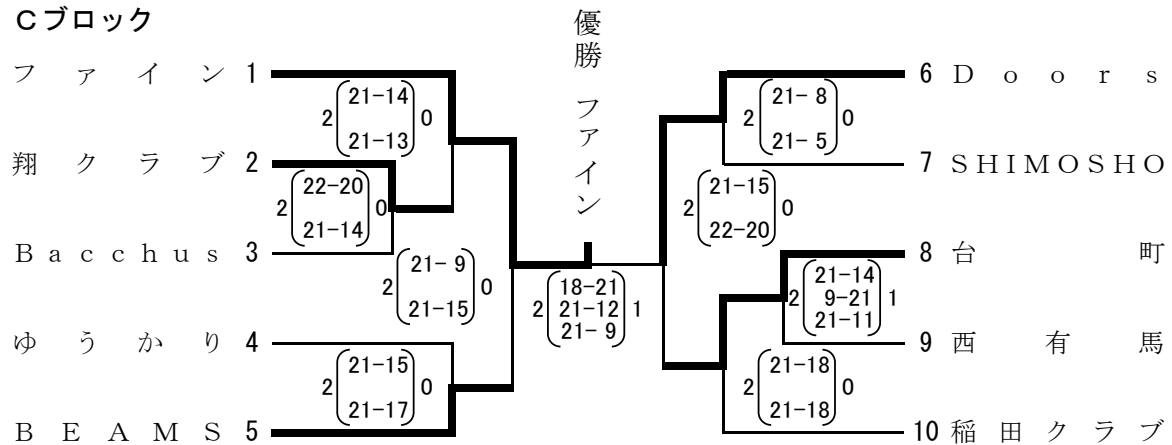 Cブロック
優勝 ファイン
ファイン 1
2 21-14 0
21-13
翔クラブ 2
2 22-20 0
21-14
Bacchus 3
2 21- 9 0
21-15
ゆうかり 4
2 21-15 0
21-17
BEAMS 5
18-21
2 21-12 1
21- 9
6 Doors
2 21- 8 0
21- 5
7 SHIMOSHO
2 21-15 0
22-20
8 台町
21-14
2 9-21 1
21-11
9 西有馬
2 21-18 0
21-18
10 稲田クラブ